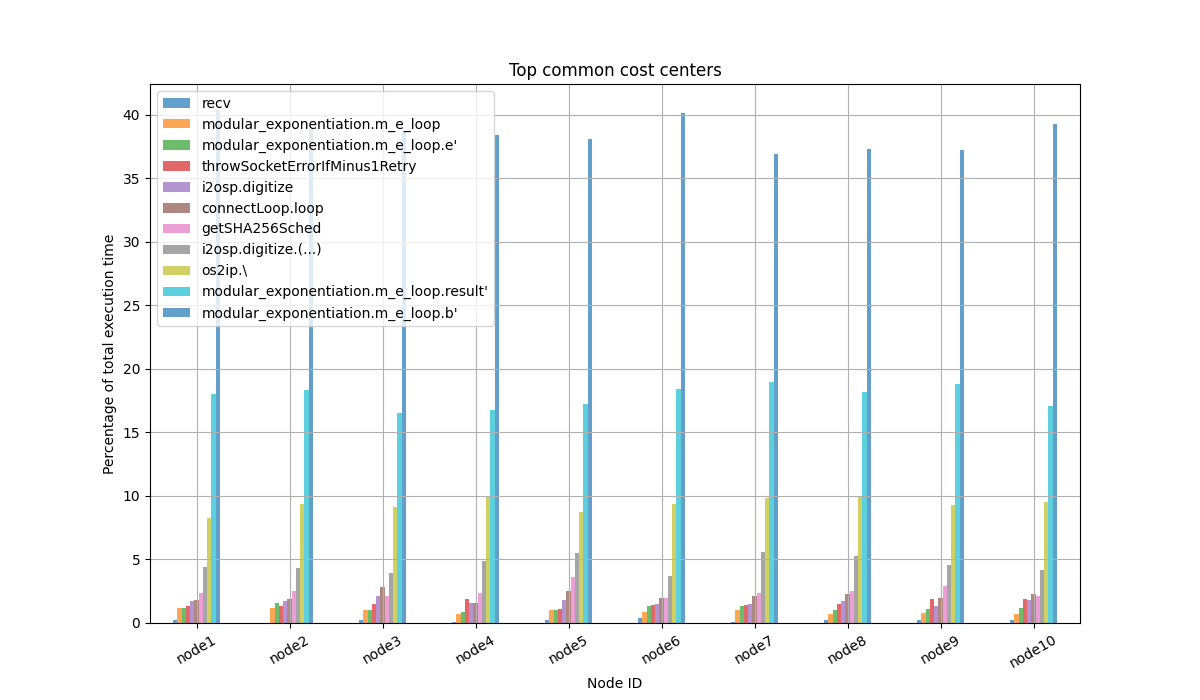 Top common cost centers
recv
modular_exponentiation.m_e_loop
modular_exponentiation.m_e_loop.e'
throwSocketErrorIfMinus1Retry
i2osp.digitize
connectLoop.loop
getSHA256Sched
i2osp.digitize.(...)
os2ip.\
modular_exponentiation.m_e_loop.result'
modular_exponentiation.m_e_loop.b'
Percentage of total execution time
40
35
30
25
20
15
10
5
0
node1
node2
node3
node4
node5
node6
node7
node8
node9
node10
Node ID